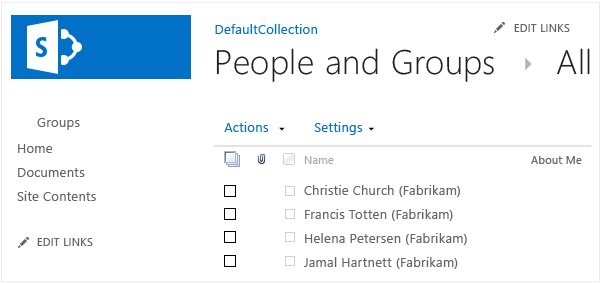 S
DefaultCollection
EDIT LINKS
People and Groups ▸ All
Groups
Home
Documents
Site Contents
EDIT LINKS
Actions Settings
Name About Me
Christie Church (Fabrikam)
Francis Totten (Fabrikam)
Helena Petersen (Fabrikam)
Jamal Hartnett (Fabrikam)